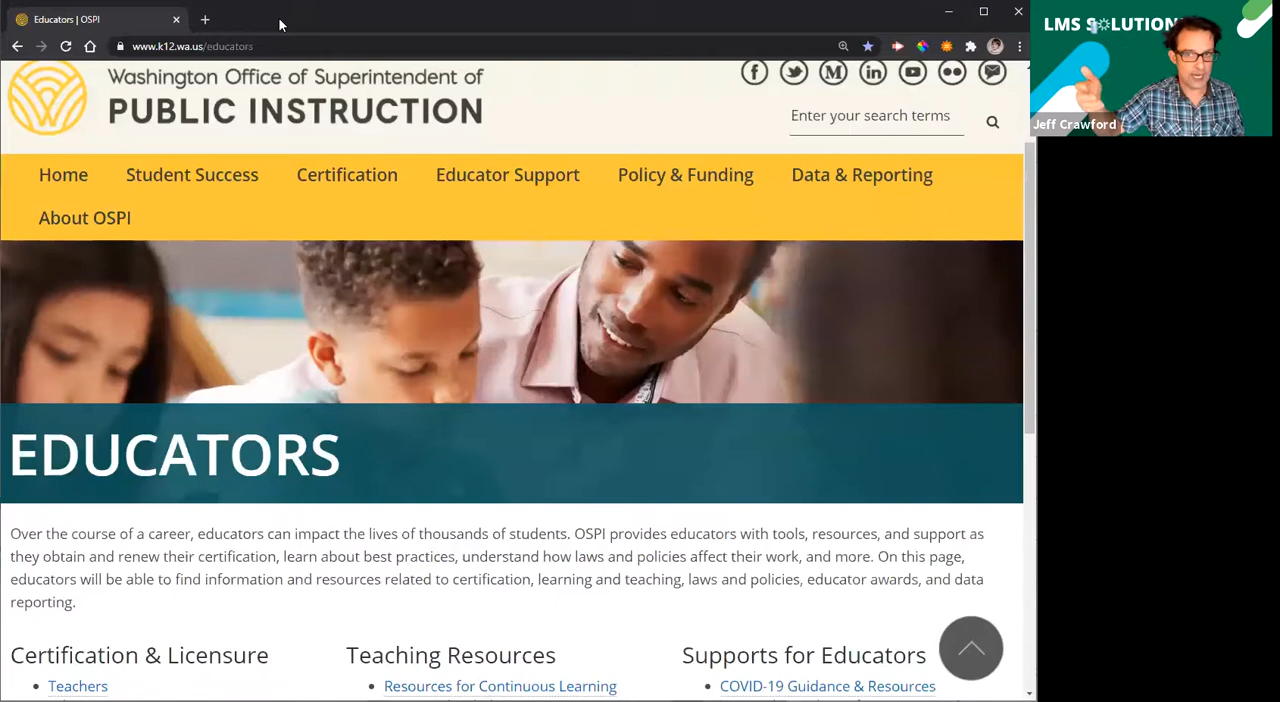 Educators | OSPI
www.k12.wa.us/educators
Washington Office of Superintendent of
PUBLIC INSTRUCTION
Enter your search terms
Home Student Success Certification Educator Support Policy & Funding Data & Reporting
About OSPI
EDUCATORS
Over the course of a career, educators can impact the lives of thousands of students. OSPI provides educators with tools, resources, and support as
they obtain and renew their certification, learn about best practices, understand how laws and policies affect their work, and more. On this page,
educators will be able to find information and resources related to certification, learning and teaching, laws and policies, educator awards, and data
reporting.
Certification & Licensure
Teachers
Teaching Resources
Resources for Continuous Learning
Supports for Educators
COVID-19 Guidance & Resources
LMS SOLUTION
Jeff Crawford